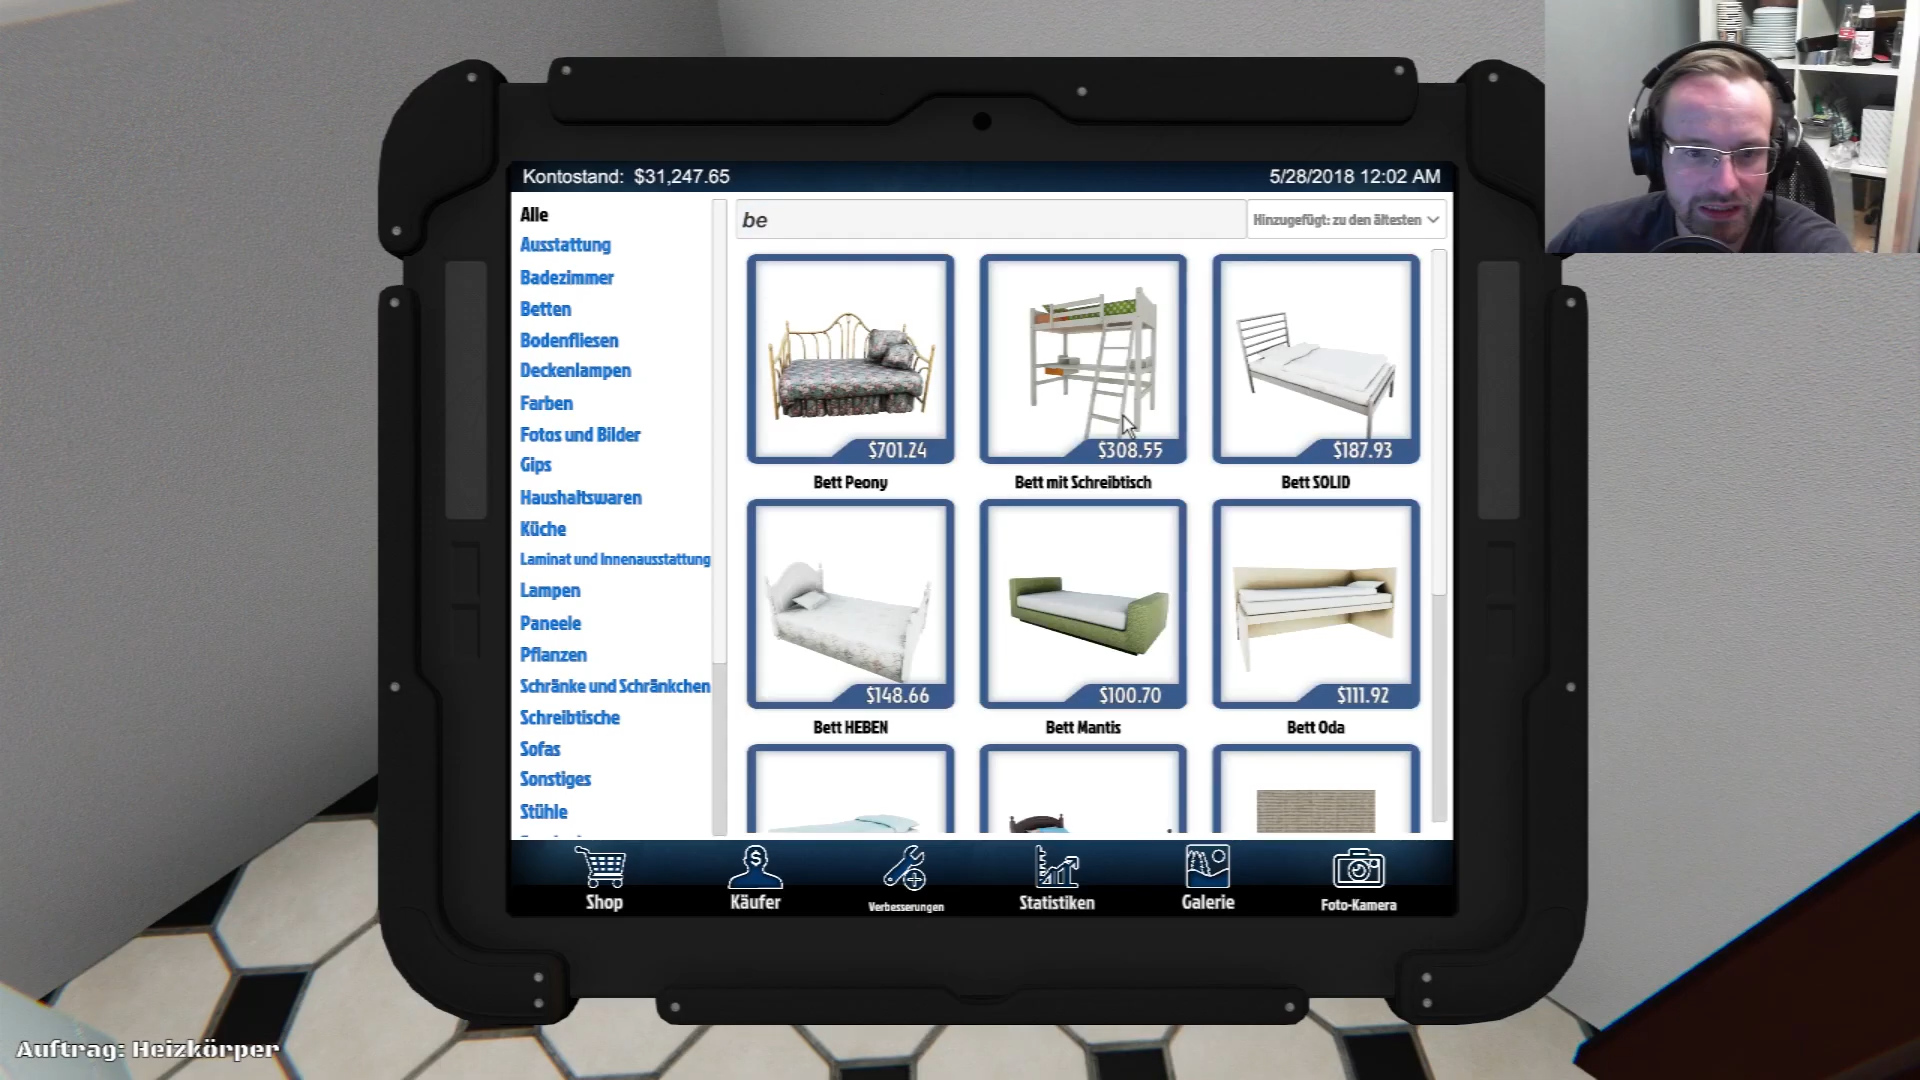 Kontostand: $31,247.65
5/28/2018 12:02 AM
Alle
Ausstattung
Badezimmer
Betten
Bodenfliesen
Deckenlampen
Farben
Fotos und Bilder
Gips
Haushaltswaren
Küche
Laminat und Innenausstattung
Lampen
Paneele
Pflanzen
Schränke und Schränkchen
Schreibtische
Sofas
Sonstiges
Stühle
be
Hinzugefügt: zu den ältesten
$701.24
$308.55
$187.93
Bett Peony
Bett mit Schreibtisch
Bett SOLID
$148.66
$100.70
$111.92
Bett HEBEN
Bett Mantis
Bett Oda
Shop
Käufer
Verbesserungen
Statistiken
Galerie
Foto-Kamera
Auftrag: Heizkörper